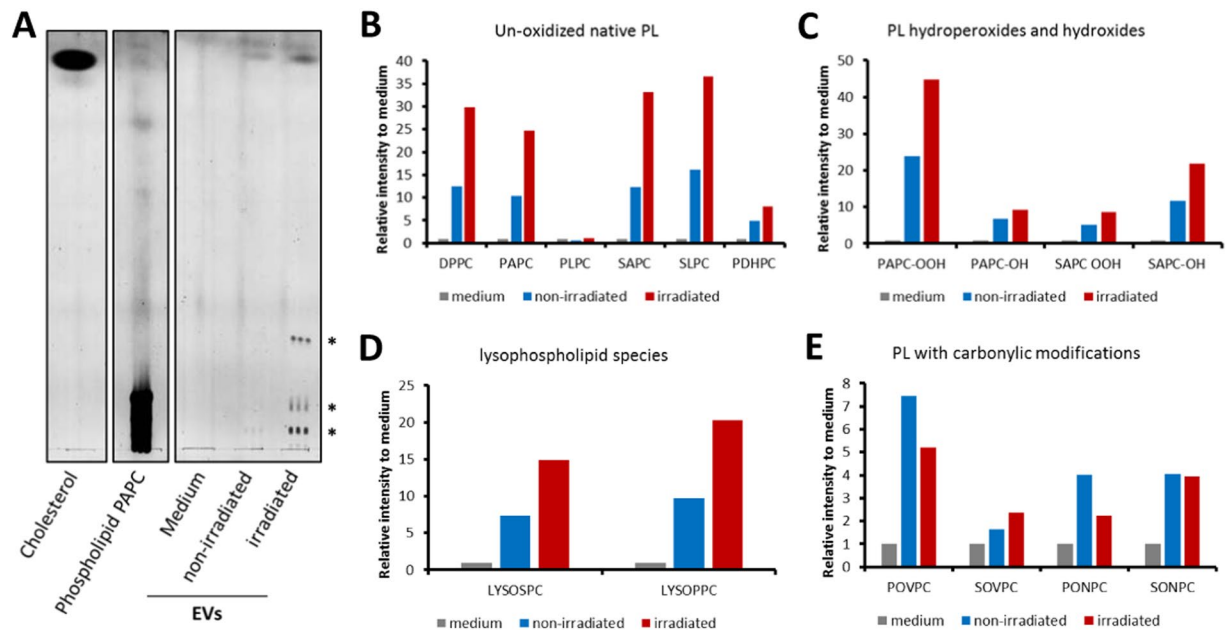 A
*
*
*
Cholesterol
Phospholipid PAPC
Medium
non-irradiated
irradiated
EVs
B
Un-oxidized native PL
Relative intensity to medium
40
35
30
25
20
15
10
5
0
DPPC PAPC PLPC SAPC SLPC PDHPC
medium non-irradiated irradiated
C
PL hydroperoxides and hydroxides
Relative intensity to medium
50
40
30
20
10
0
PAPC-OOH PAPC-OH SAPC OOH SAPC-OH
medium non-irradiated irradiated
D
lysophospholipid species
Relative intensity to medium
25
20
15
10
5
0
LYSOSPC LYSOPPC
medium non-irradiated irradiated
E
PL with carbonylic modifications
Relative intensity to medium
8
7
6
5
4
3
2
1
0
POVPC SOVPC PONPC SONPC
medium non-irradiated irradiated